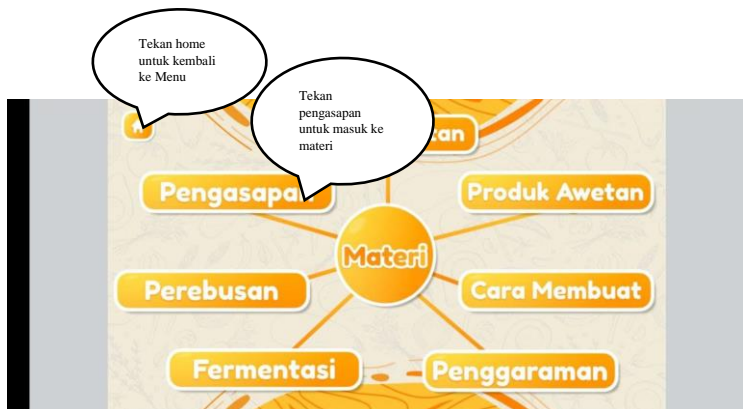 Tekan home
untuk kembali
ke Menu
Tekan
pengasapan
untuk masuk ke
materi
Pengasapan
Produk Awetan
Materi
Perebusan
Cara Membuat
Fermentasi
Penggaraman